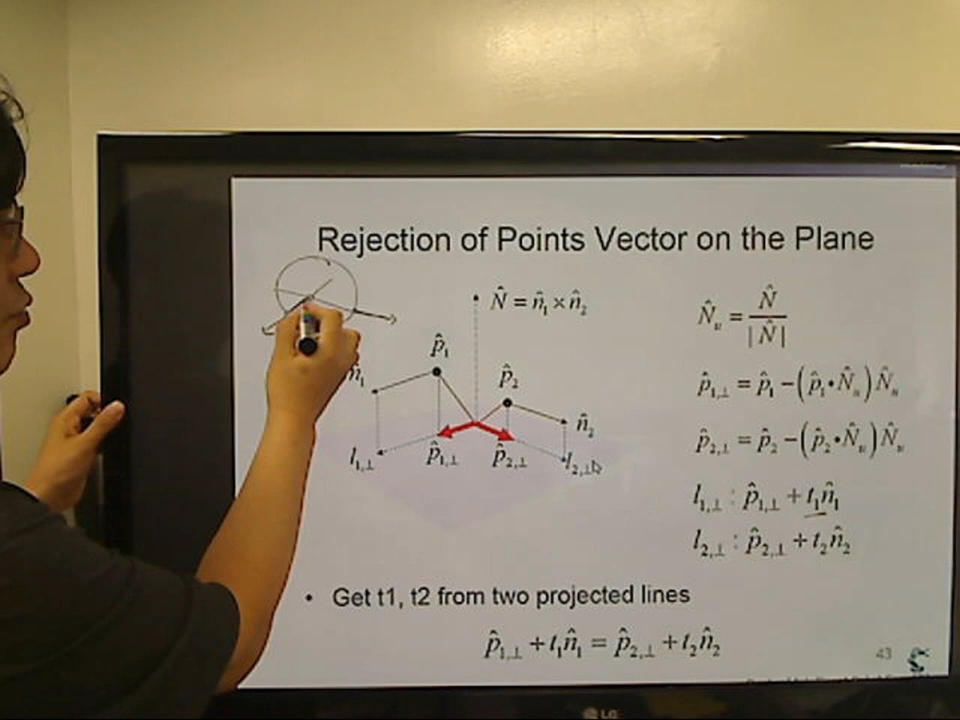 Rejection of Points Vector on the Plane
N̂ = n̂₁ × n̂₂
N̂ᵤ = N̂ / |N̂|
p̂₁
p̂₂
n̂₁
n̂₂
l₁,⊥
p̂₁,⊥
p̂₂,⊥
l₂,⊥
p̂₁,⊥ = p̂₁ − (p̂₁ • N̂ᵤ) N̂ᵤ
p̂₂,⊥ = p̂₂ − (p̂₂ • N̂ᵤ) N̂ᵤ
l₁,⊥ : p̂₁,⊥ + t₁n̂₁
l₂,⊥ : p̂₂,⊥ + t₂n̂₂
• Get t1, t2 from two projected lines
p̂₁,⊥ + t₁n̂₁ = p̂₂,⊥ + t₂n̂₂
43
LG